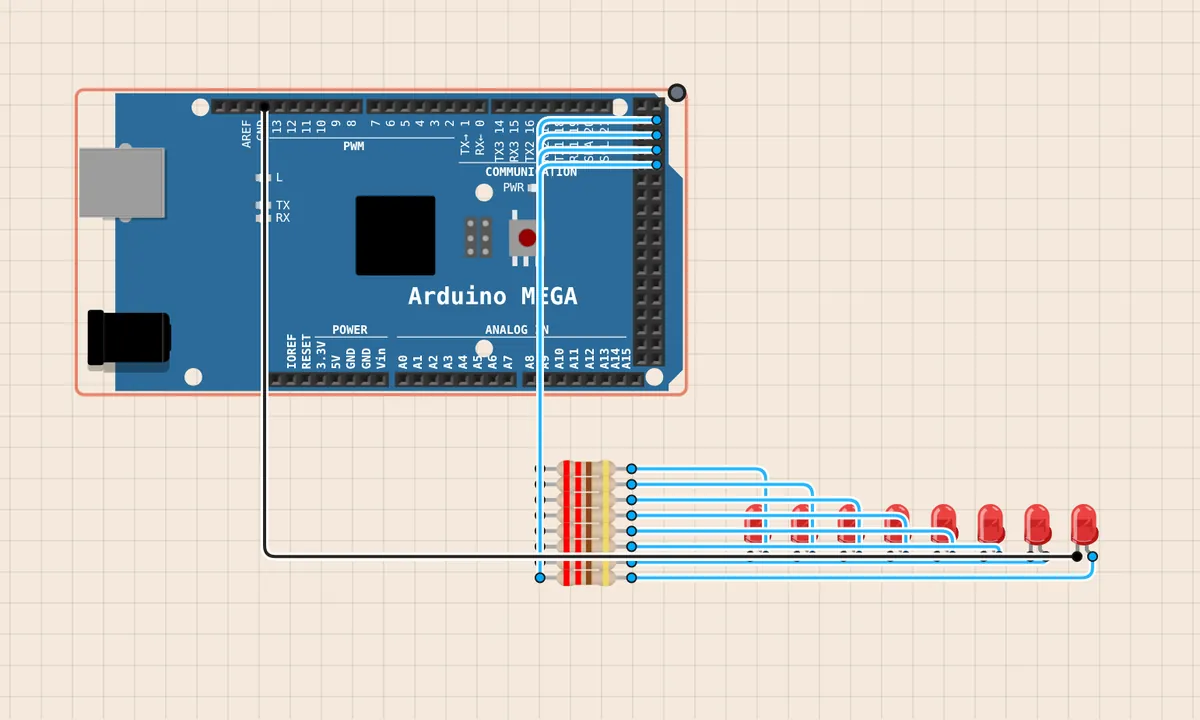 AREF
GND
13
12
11
10
9
8
7
6
5
4
3
2
TX→ 1
RX← 0
TX3 14
RX3 15
TX2 16
PWM
COMMUNICATION
PWR
L
TX
RX
Arduino MEGA
POWER
ANALOG IN
IOREF
RESET
3.3V
5V
GND
GND
Vin
A0
A1
A2
A3
A4
A5
A6
A7
A8
A9
A10
A11
A12
A13
A14
A15